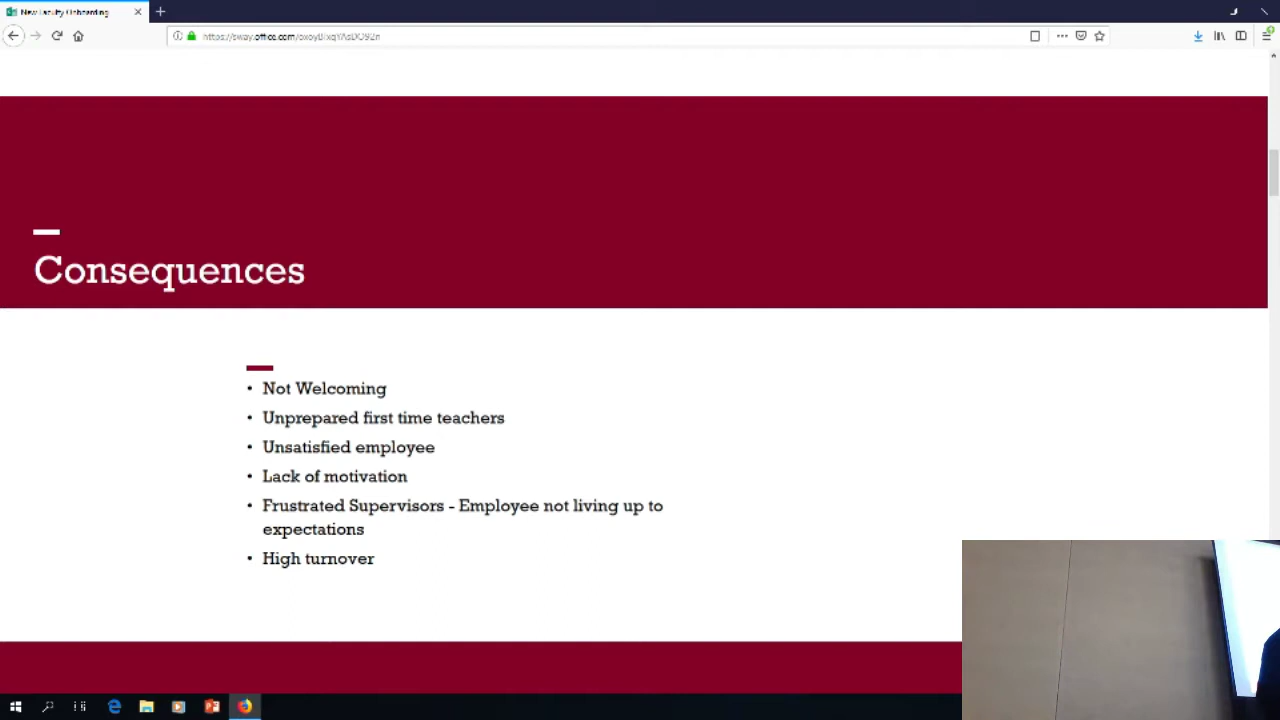 New Faculty Onboarding
Consequences
• Not Welcoming
• Unprepared first time teachers
• Unsatisfied employee
• Lack of motivation
• Frustrated Supervisors - Employee not living up to
expectations
• High turnover